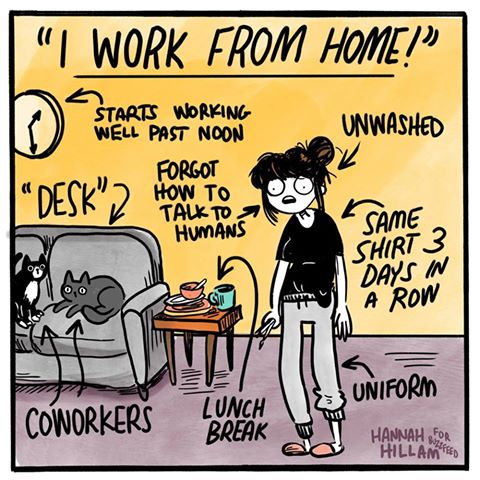 "I WORK FROM HOME!"
STARTS WORKING
WELL PAST NOON
UNWASHED
FORGOT
HOW TO
TALK TO
HUMANS
"DESK"
SAME
SHIRT 3
DAYS IN
A ROW
COWORKERS
LUNCH
BREAK
UNIFORM
HANNAH
HILLAM
FOR
BUZZFEED